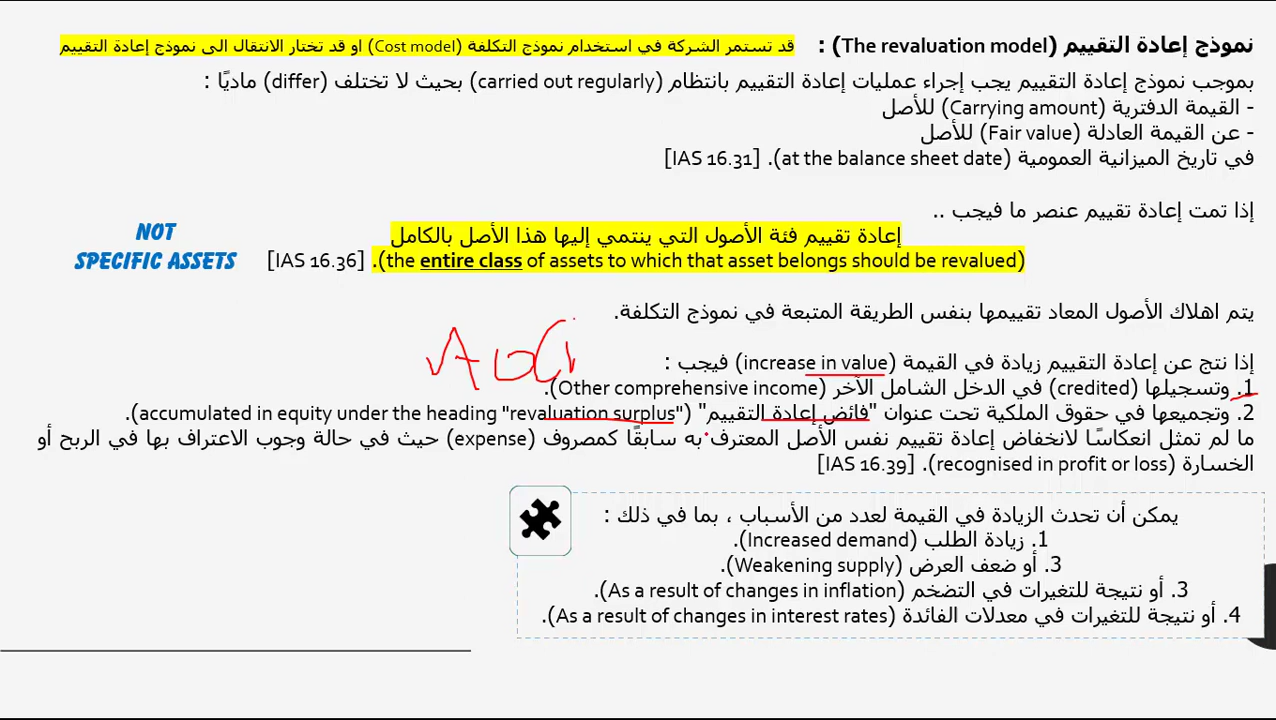 نموذج إعادة التقييم (The revaluation model) : قد تستمر الشركة في استخدام نموذج التكلفة (Cost model) او قد تختار الانتقال الى نموذج إعادة التقييم
بموجب نموذج إعادة التقييم يجب إجراء عمليات إعادة التقييم بانتظام (carried out regularly) بحيث لا تختلف (differ) ماديًا :
- القيمة الدفترية (Carrying amount) للأصل
- عن القيمة العادلة (Fair value) للأصل
في تاريخ الميزانية العمومية (at the balance sheet date). [IAS 16.31]
إذا تمت إعادة تقييم عنصر ما فيجب ..
إعادة تقييم فئة الأصول التي ينتمي إليها هذا الأصل بالكامل
(the entire class of assets to which that asset belongs should be revalued). [IAS 16.36]
NOT
SPECIFIC ASSETS
يتم اهلاك الأصول المعاد تقييمها بنفس الطريقة المتبعة في نموذج التكلفة.
إذا نتج عن إعادة التقييم زيادة في القيمة (increase in value) فيجب :
1. وتسجيلها (credited) في الدخل الشامل الآخر (Other comprehensive income).
2. وتجميعها في حقوق الملكية تحت عنوان "فائض إعادة التقييم" (accumulated in equity under the heading "revaluation surplus").
ما لم تمثل انعكاسًا لانخفاض إعادة تقييم نفس الأصل المعترف به سابقًا كمصروف (expense) حيث في حالة وجوب الاعتراف بها في الربح أو
الخسارة (recognised in profit or loss). [IAS 16.39]
يمكن أن تحدث الزيادة في القيمة لعدد من الأسباب ، بما في ذلك :
1. زيادة الطلب (Increased demand).
3. أو ضعف العرض (Weakening supply).
3. أو نتيجة للتغيرات في التضخم (As a result of changes in inflation).
4. أو نتيجة للتغيرات في معدلات الفائدة (As a result of changes in interest rates).